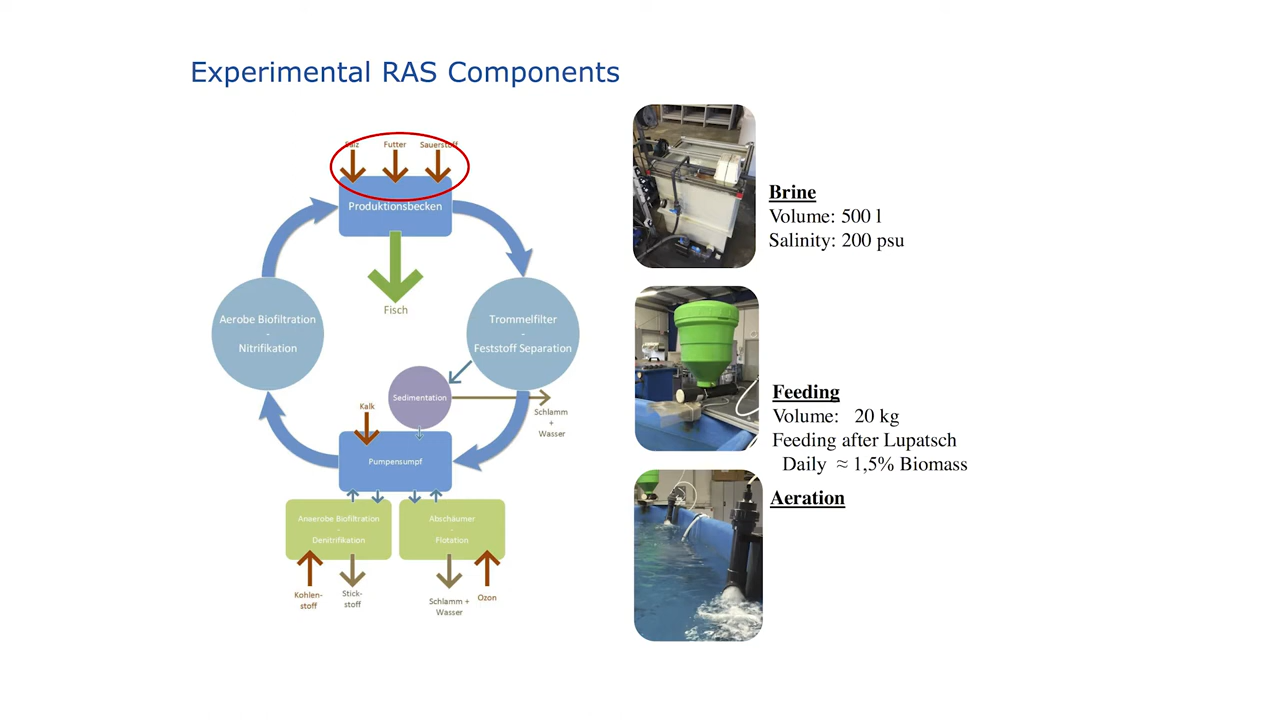 Experimental RAS Components
Salz
Futter
Sauerstoff
Produktionsbecken
Fisch
Aerobe Biofiltration
-
Nitrifikation
Trommelfilter
-
Feststoff Separation
Sedimentation
Schlamm
+
Wasser
Kalk
Pumpensumpf
Anaerobe Biofiltration
-
Denitrifikation
Abschäumer
-
Flotation
Kohlen-
stoff
Stick-
stoff
Schlamm +
Wasser
Ozon
Brine
Volume: 500 l
Salinity: 200 psu
Feeding
Volume: 20 kg
Feeding after Lupatsch
Daily ≈ 1,5% Biomass
Aeration